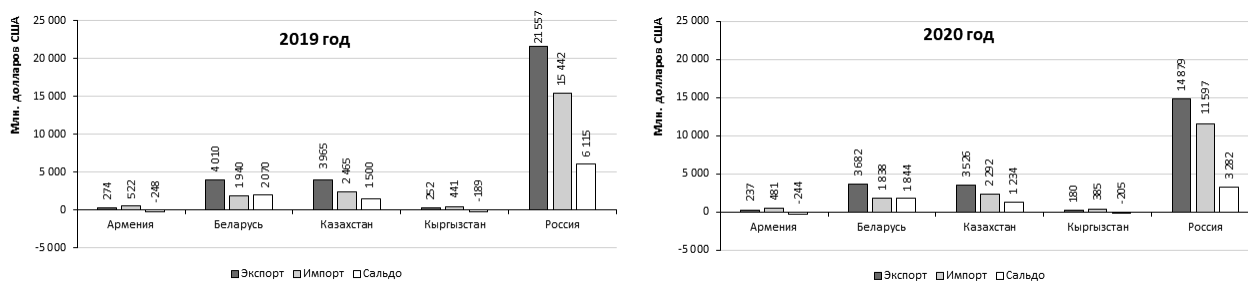 Млн. долларов США
2019 год
25 000
20 000
15 000
10 000
5 000
0
-5 000
274
522
-248
4 010
1 940
2 070
3 965
2 465
1 500
252
441
-189
21 557
15 442
6 115
Армения
Беларусь
Казахстан
Кыргызстан
Россия
Экспорт
Импорт
Сальдо
Млн. долларов США
2020 год
25 000
20 000
15 000
10 000
5 000
0
-5 000
237
481
-244
3 682
1 838
1 844
3 526
2 292
1 234
180
385
-205
14 879
11 597
3 282
Армения
Беларусь
Казахстан
Кыргызстан
Россия
Экспорт
Импорт
Сальдо